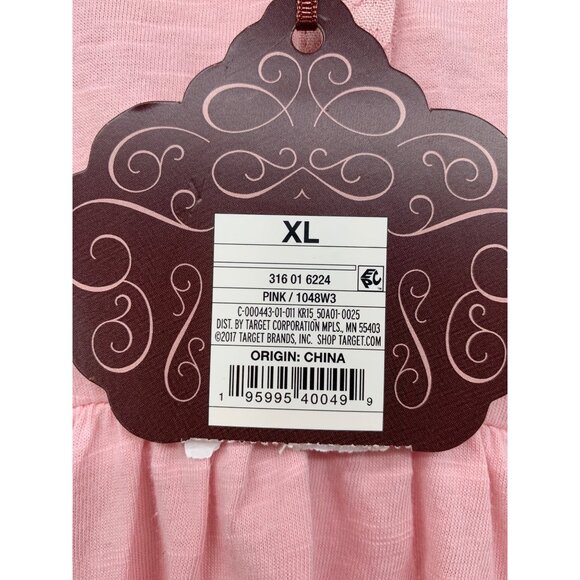 XL
316 01 6224
PINK / 1048W3
C-000443-01-011 KR15 50A01-0025
DIST. BY TARGET CORPORATION MPLS., MN 55403
©2017 TARGET BRANDS, INC. SHOP TARGET.COM
ORIGIN: CHINA
1 95995 40049 9